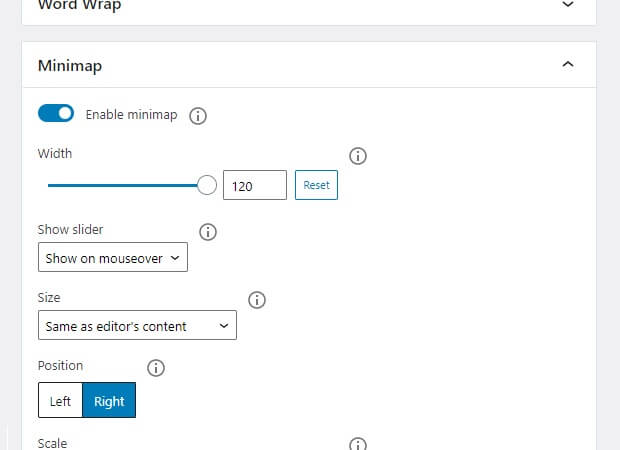 Word Wrap
Minimap
Enable minimap
Width
120
Reset
Show slider
Show on mouseover
Size
Same as editor's content
Position
Left
Right
Scale